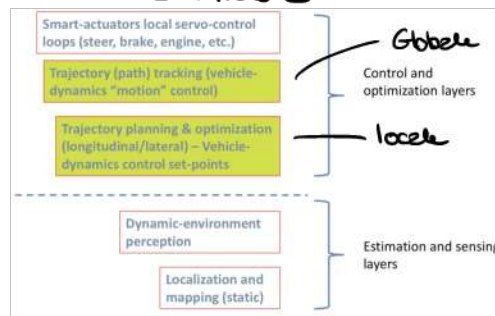 Smart-actuators local servo-control
loops (steer, brake, engine, etc.)
Globale
Trajectory (path) tracking (vehicle-
dynamics "motion" control)
Control and
optimization layers
Trajectory planning & optimization
(longitudinal/lateral) – Vehicle-
dynamics control set-points
locale
Dynamic-environment
perception
Estimation and sensing
layers
Localization and
mapping (static)